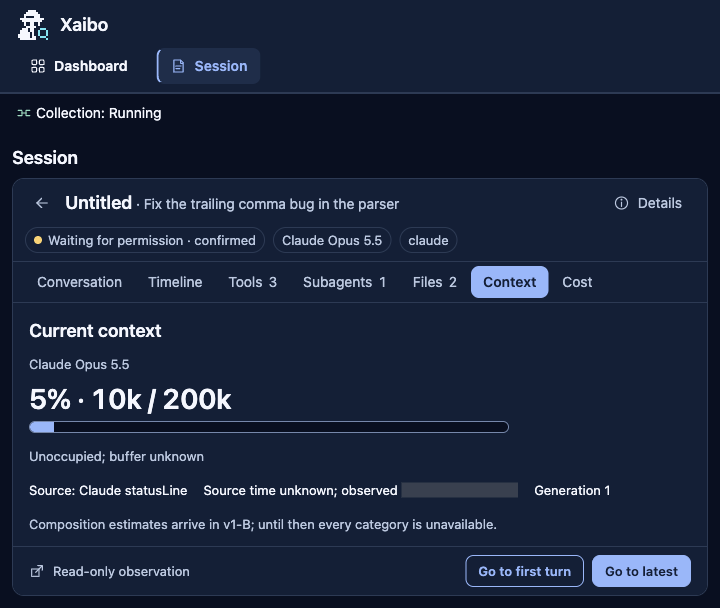 Xaibo
Dashboard Session
Collection: Running
Session
Untitled · Fix the trailing comma bug in the parser Details
Waiting for permission · confirmed Claude Opus 5.5 claude
Conversation Timeline Tools 3 Subagents 1 Files 2 Context Cost
Current context
Claude Opus 5.5
5% · 10k / 200k
Unoccupied; buffer unknown
Source: Claude statusLine Source time unknown; observed Generation 1
Composition estimates arrive in v1-B; until then every category is unavailable.
Read-only observation Go to first turn Go to latest